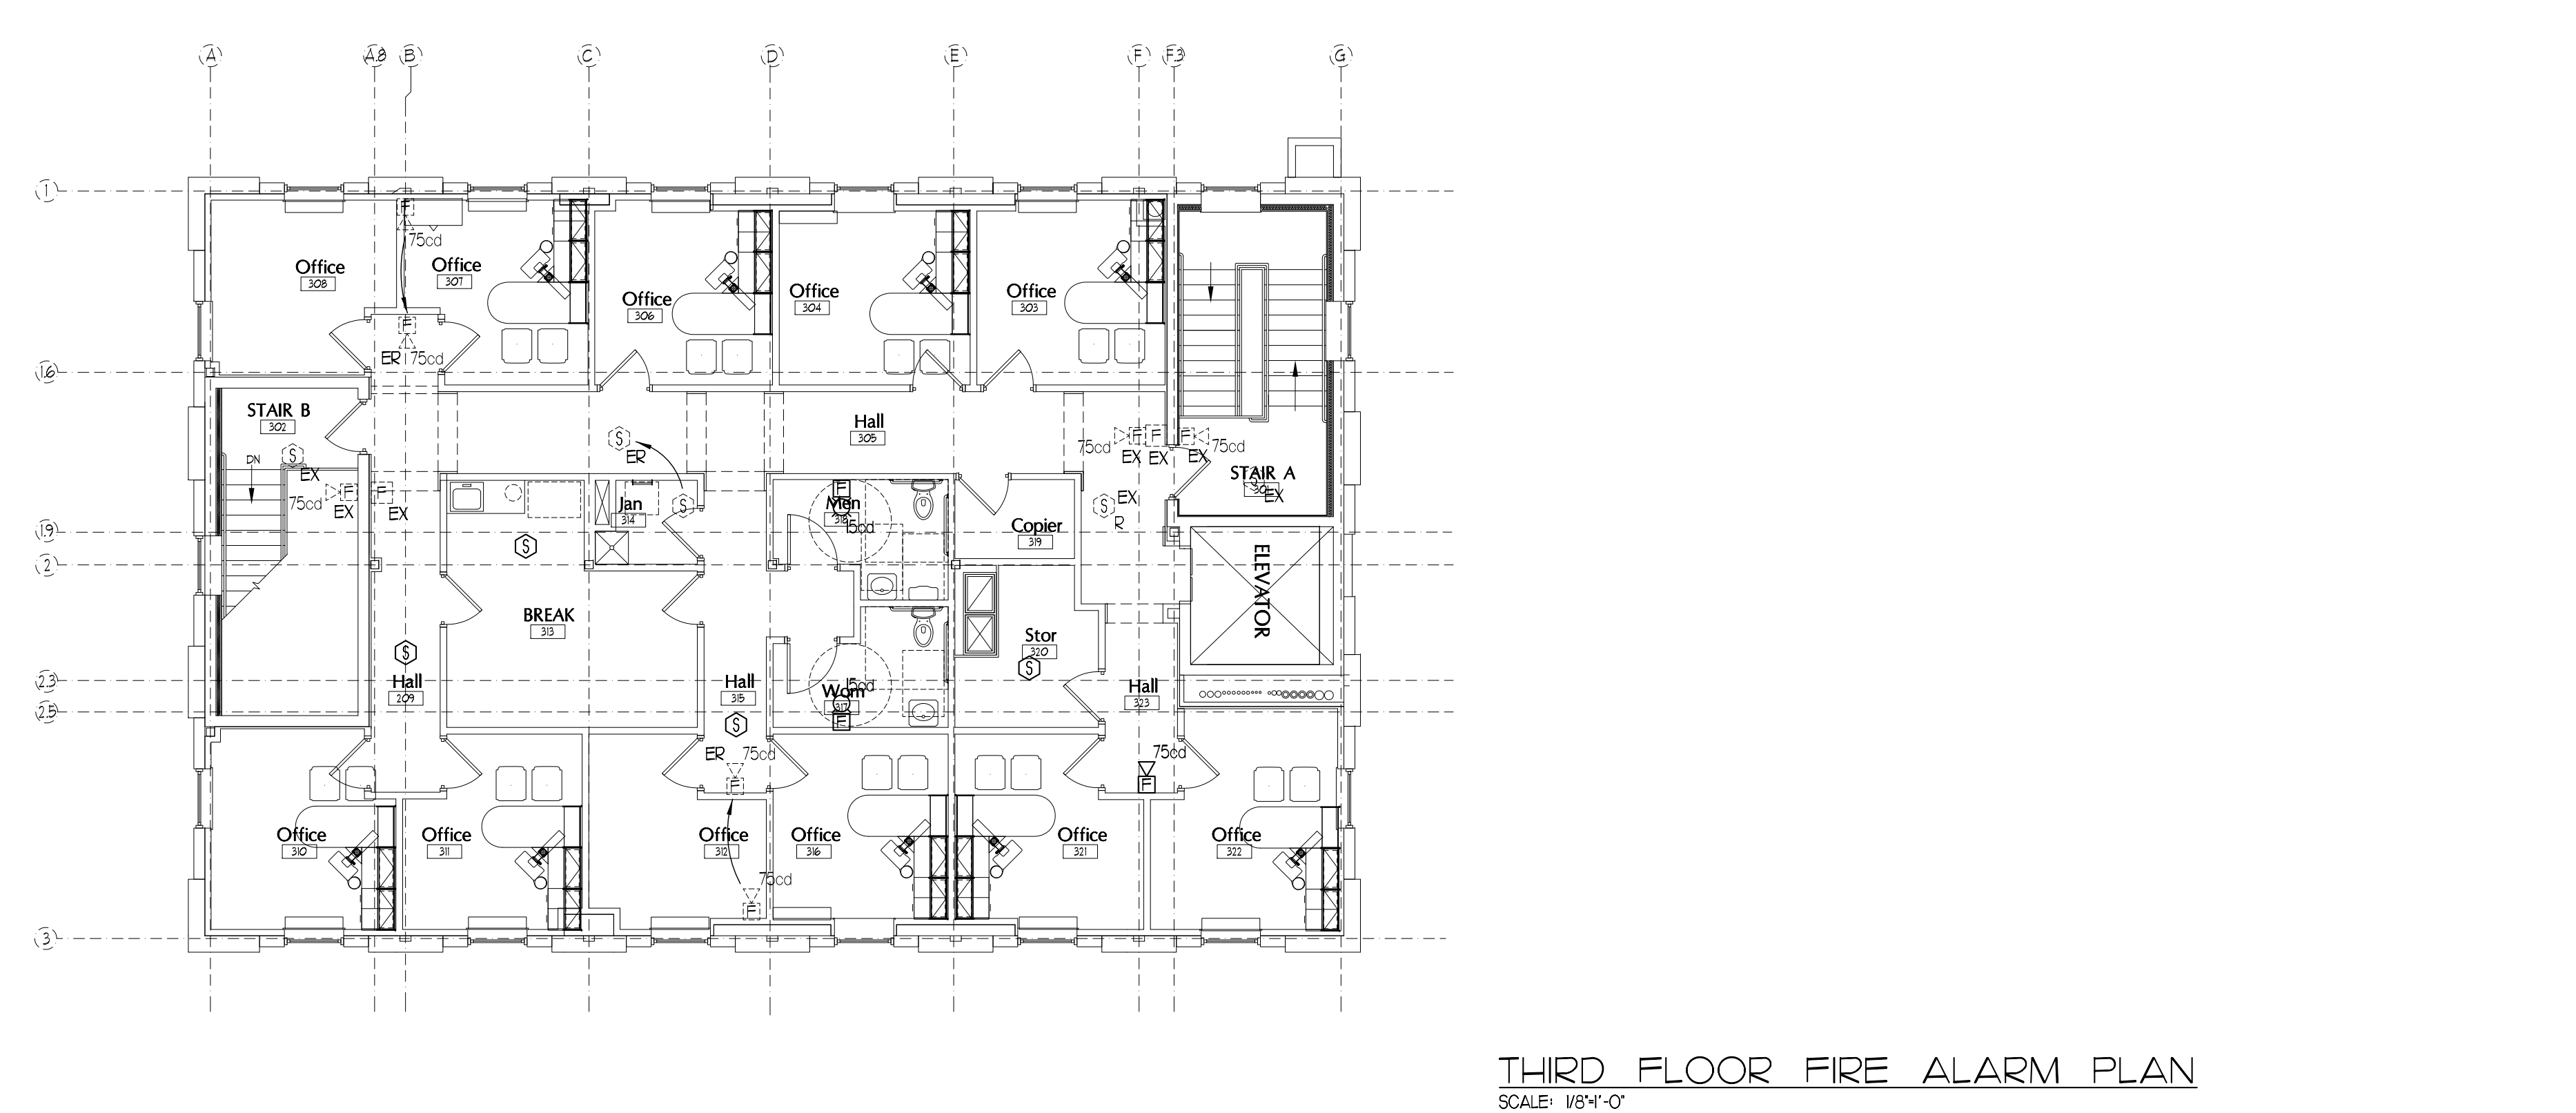 A A.8 B C D E F F.3 G
1
F
75cd
Office
308
Office
307
Office
306
Office
304
Office
303
F
ER 75cd
1.6
STAIR B
302
S
EX
DN
75cd F F
EX EX
S
ER
Hall
305
75cd F F F 75cd
EX EX EX
STAIR A
EX
S EX
R
Jan
314
S
F
Men
Copier
319
1.9
2
S
ELEVATOR
BREAK
313
Stor
320
S
S
Hall
209
Hall
315
S
Wom
317
F
Hall
323
2.3
2.5
ER 75cd
F
75cd
F
Office
310
Office
311
Office
312
Office
316
Office
321
Office
322
75cd
F
3
THIRD FLOOR FIRE ALARM PLAN
SCALE: 1/8"=1'-0"